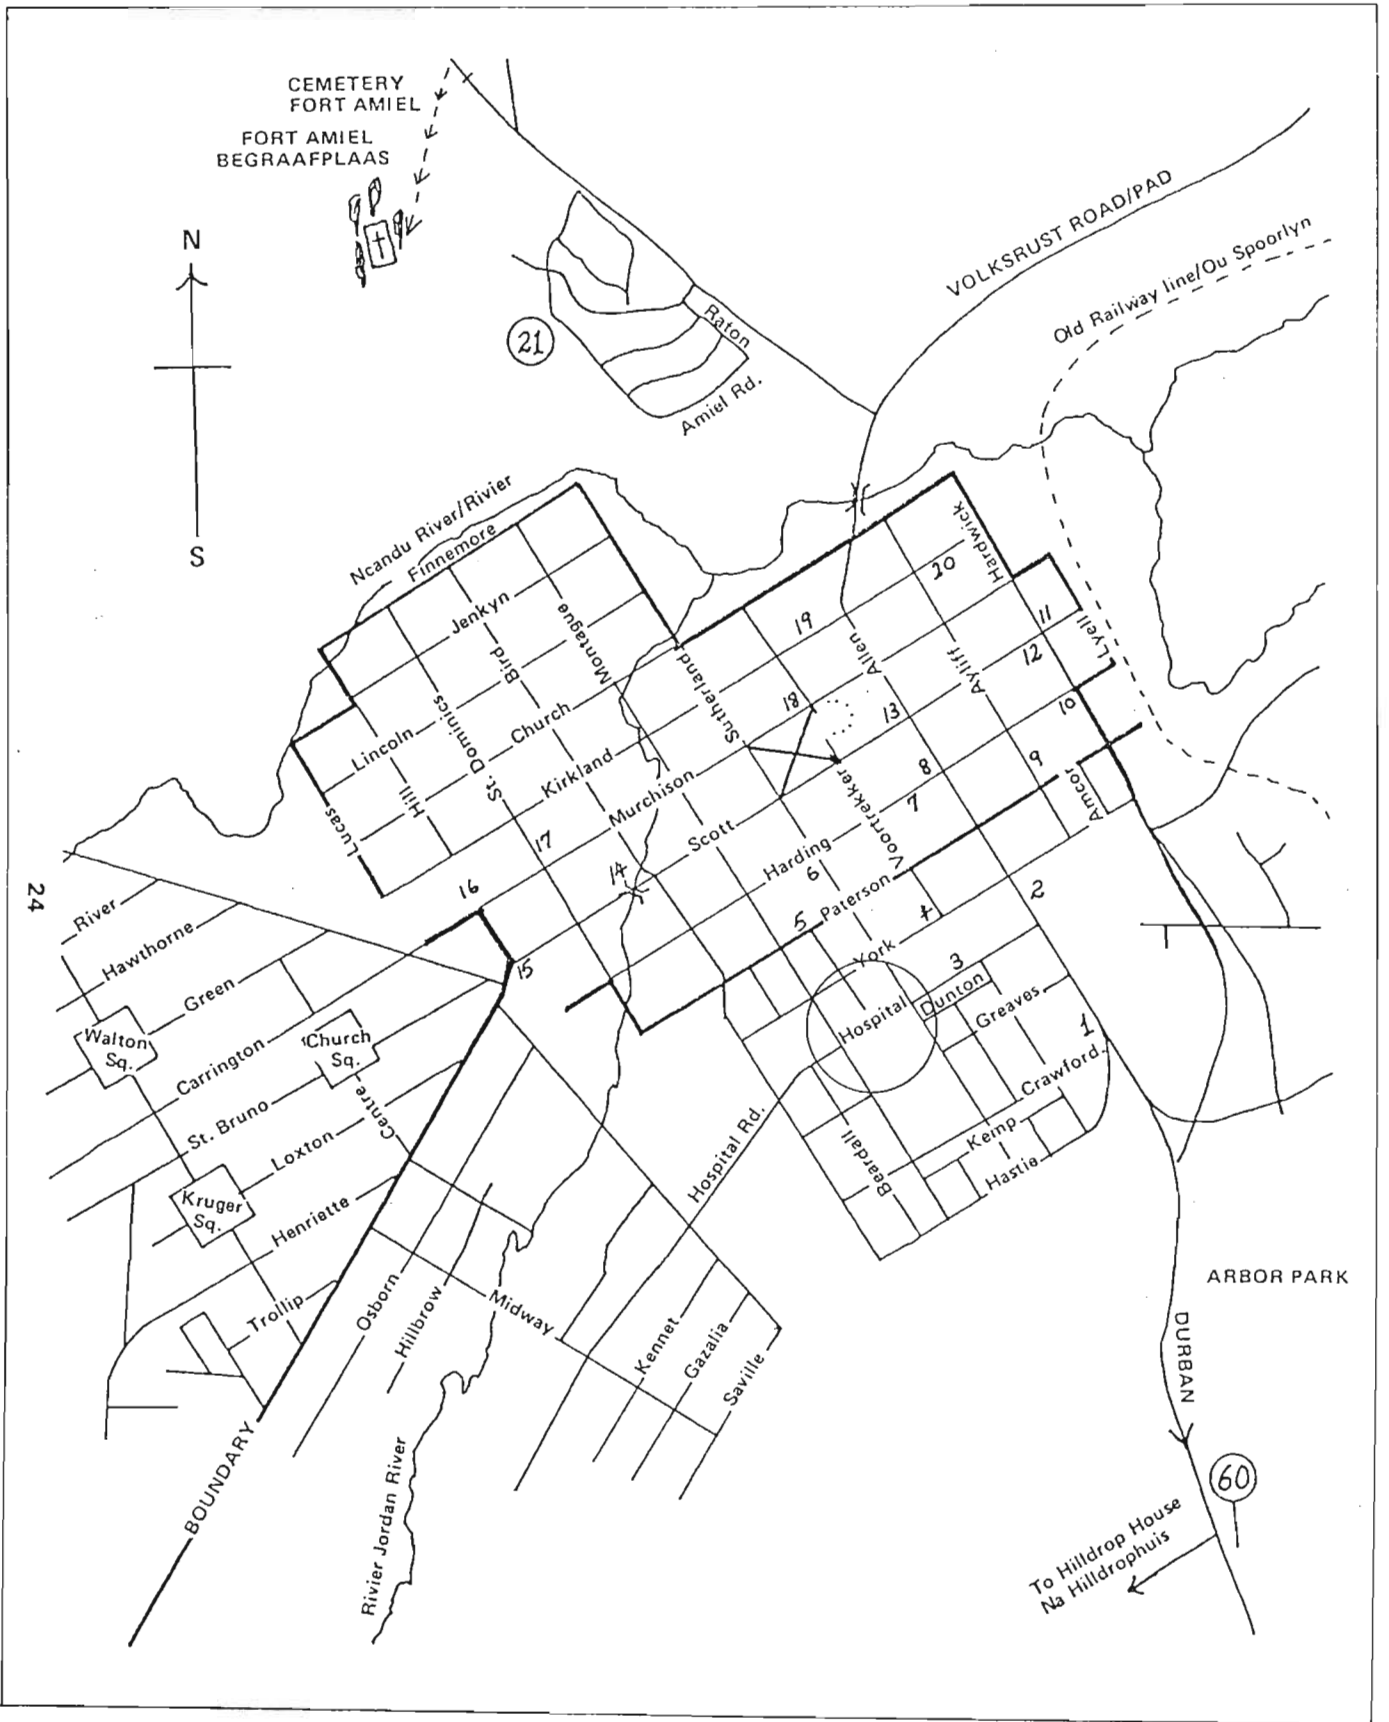 CEMETERY
FORT AMIEL
FORT AMIEL
BEGRAAFPLAAS
N
S
21
Raton
Amiel Rd.
VOLKSRUST ROAD/PAD
Old Railway line/Ou Spoorlyn
Ncandu River/Rivier
Finnemore
Jenkyn
Lincoln
Church
Kirkland
Murchison
Scott
Harding
Paterson
York
Hospital
Dunton
Greaves
Crawford
Kemp
Hastie
Lucas
Hill
St. Dominics
Bird
Montague
Sutherland
Voortrekker
Allen
Ayliff
Hardwick
Lyell
Amcor
Beardall
20
19
11
12
18
13
10
9
8
7
6
17
14
16
15
5
4
2
3
1
24
River
Hawthorne
Green
Walton
Sq.
Carrington
Church
Sq.
St. Bruno
Centre
Loxton
Kruger
Sq.
Henriette
Trollip
Osborn
Hillbrow
Midway
Hospital Rd.
Kennet
Gazalia
Saville
BOUNDARY
Rivier Jordan River
ARBOR PARK
DURBAN
60
To Hilldrop House
Na Hilldrophuis